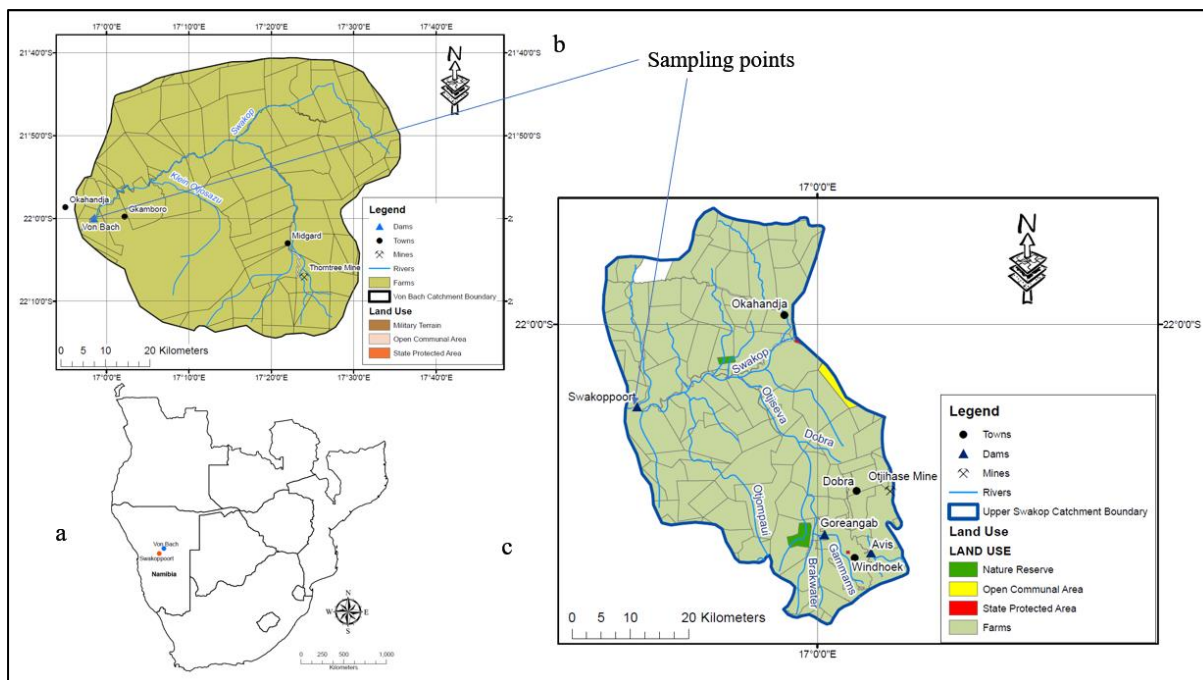 17°0'0"E 17°10'0"E 17°20'0"E 17°30'0"E 17°40'0"E
21°40'0"S
21°40'0"S
21°50'0"S
21°50'0"S
22°0'0"S
22°10'0"S
b
N
Sampling points
Swakop
Okahandja
Gkamboro
Von Bach
Midgard
Thorntree Mine
Legend
Dams
Towns
Mines
Rivers
Farms
Von Bach Catchment Boundary
Land Use
Military Terrain
Open Communal Area
State Protected Area
0 5 10 20 Kilometers
17°0'0"E 17°10'0"E 17°20'0"E 17°30'0"E 17°40'0"E
a
Von Bach
Swakoppoort
Namibia
N
W E
S
0 250 500 1,000
Kilometers
c
17°0'0"E
N
22°0'0"S
22°0'0"S
Okahandja
Swakop
Swakoppoort
Otjiseva
Dobra
Dobra
Otjihase Mine
Otjompaui
Goreangab
Avis
Gammams
Windhoek
Brakwater
Legend
Towns
Dams
Mines
Rivers
Upper Swakop Catchment Boundary
Land Use
LAND USE
Nature Reserve
Open Communal Area
State Protected Area
Farms
0 5 10 20 Kilometers
17°0'0"E